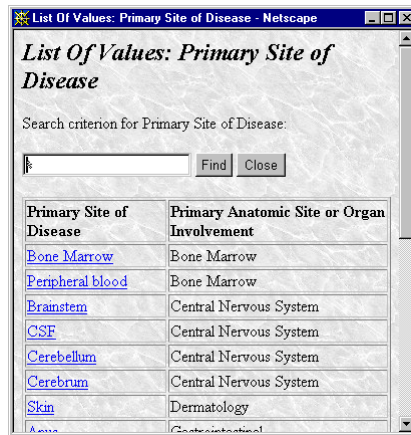 List Of Values: Primary Site of Disease - Netscape
List Of Values: Primary Site of
Disease
Search criterion for Primary Site of Disease:
Find Close
Primary Site of Disease Primary Anatomic Site or Organ Involvement
Bone Marrow Bone Marrow
Peripheral blood Bone Marrow
Brainstem Central Nervous System
CSF Central Nervous System
Cerebellum Central Nervous System
Cerebrum Central Nervous System
Skin Dermatology
Anus Gastrointestinal